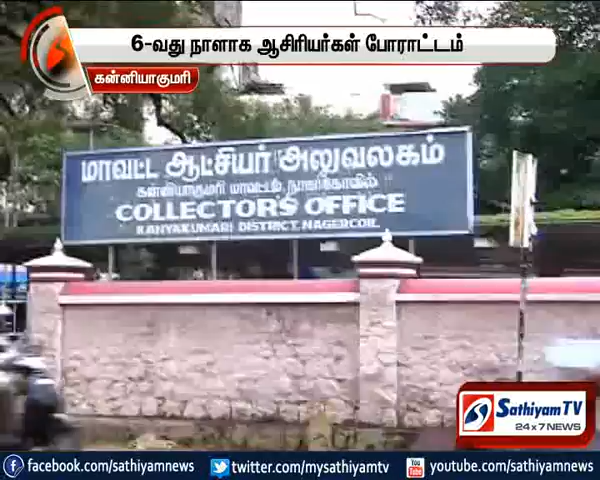 6-வது நாளாக ஆசிரியர்கள் போராட்டம்
கன்னியாகுமரி
மாவட்ட ஆட்சியர் அலுவலகம்
கன்னியாகுமரி மாவட்டம், நாகர்கோவில்
COLLECTOR'S OFFICE
KANYAKUMARI DISTRICT, NAGERCOIL
SathiyamTV
24x7 NEWS
facebook.com/sathiyamnews
twitter.com/mysathiyamtv
youtube.com/sathiyamnews